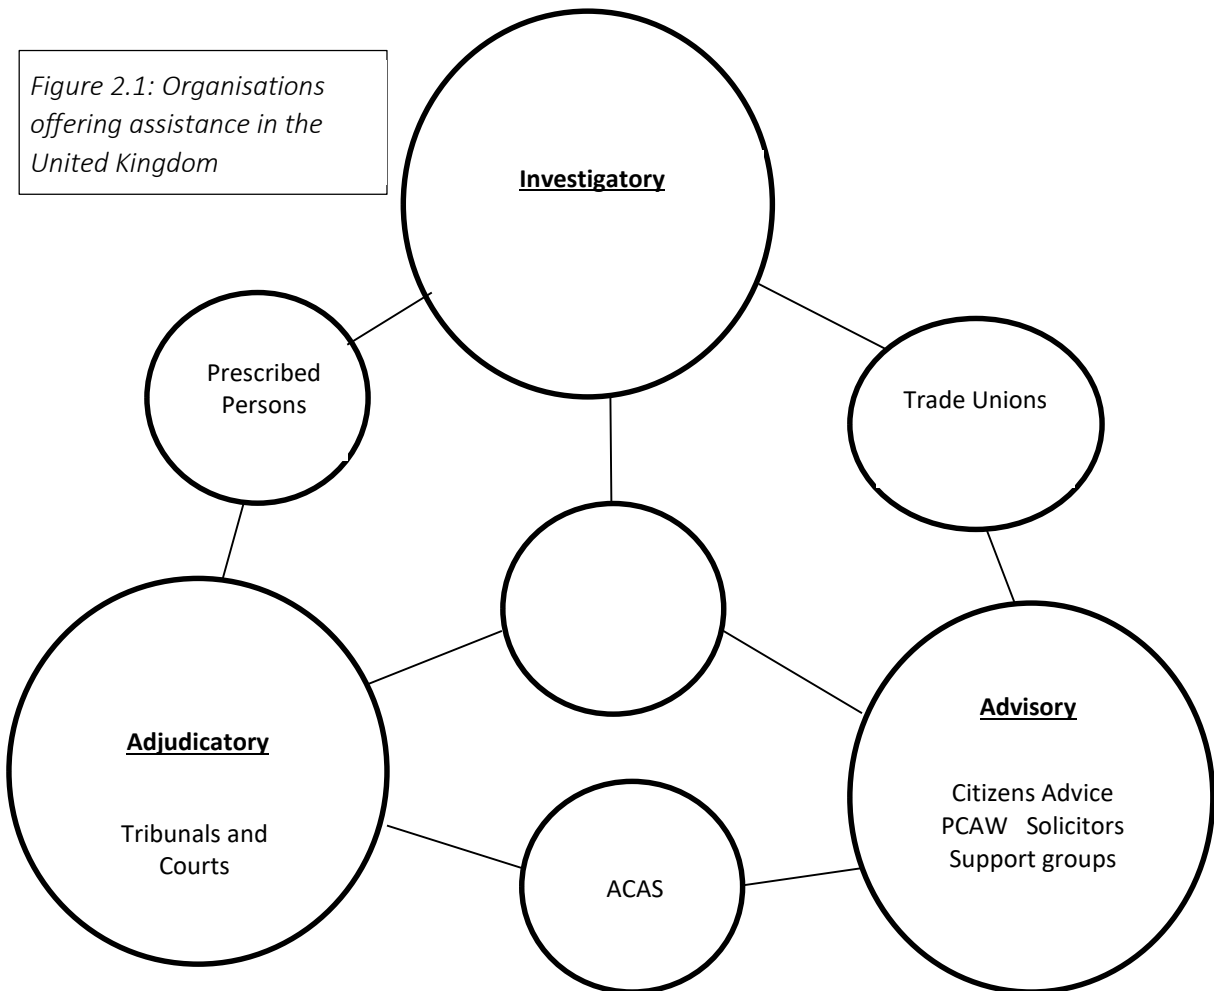 Figure 2.1: Organisations
offering assistance in the
United Kingdom
Investigatory
Prescribed
Persons
Trade Unions
Adjudicatory
Tribunals and
Courts
Advisory
Citizens Advice
PCAW   Solicitors
Support groups
ACAS